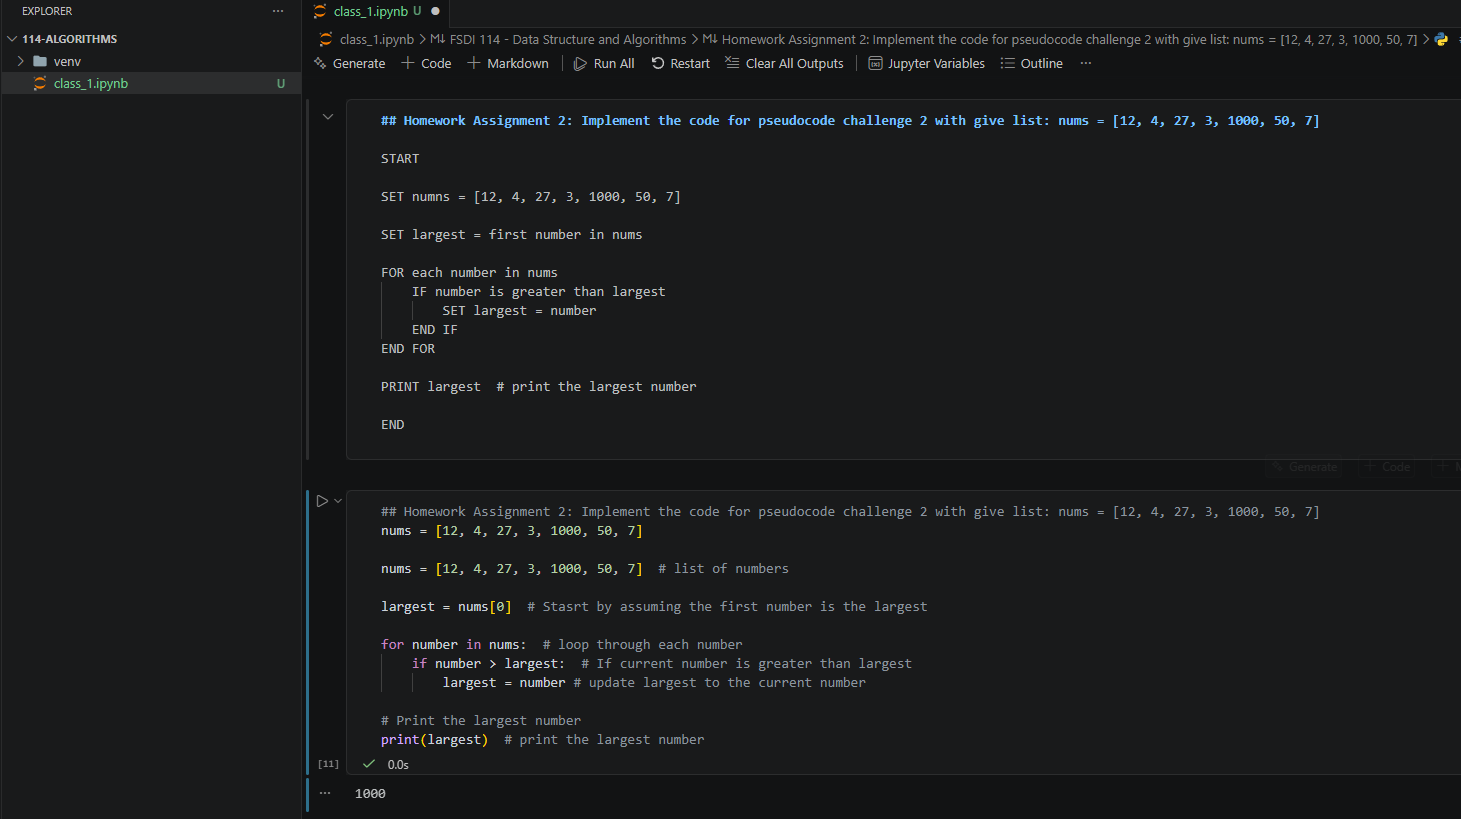 EXPLORER
···
114-ALGORITHMS
venv
class_1.ipynb U
class_1.ipynb U
class_1.ipynb > M↓ FSDI 114 - Data Structure and Algorithms > M↓ Homework Assignment 2: Implement the code for pseudocode challenge 2 with give list: nums = [12, 4, 27, 3, 1000, 50, 7] >
Generate + Code + Markdown | Run All Restart Clear All Outputs | Jupyter Variables Outline ···
## Homework Assignment 2: Implement the code for pseudocode challenge 2 with give list: nums = [12, 4, 27, 3, 1000, 50, 7]
START
SET numns = [12, 4, 27, 3, 1000, 50, 7]
SET largest = first number in nums
FOR each number in nums
IF number is greater than largest
SET largest = number
END IF
END FOR
PRINT largest  # print the largest number
END
Generate + Code + M
## Homework Assignment 2: Implement the code for pseudocode challenge 2 with give list: nums = [12, 4, 27, 3, 1000, 50, 7]
nums = [12, 4, 27, 3, 1000, 50, 7]
nums = [12, 4, 27, 3, 1000, 50, 7]  # list of numbers
largest = nums[0]  # Stasrt by assuming the first number is the largest
for number in nums:  # loop through each number
if number > largest:  # If current number is greater than largest
largest = number # update largest to the current number
# Print the largest number
print(largest)  # print the largest number
[11] 0.0s
··· 1000